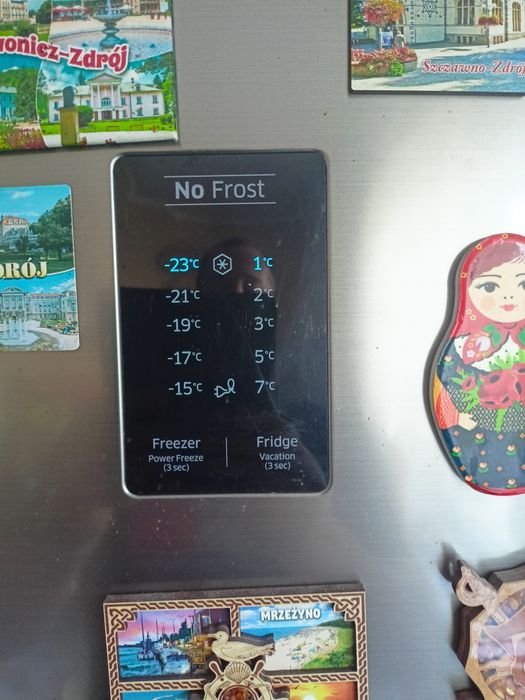 onicz-Zdrój
Szczawno-Zdrój
DRÓJ
No Frost
-23°C 1°C
-21°C 2°C
-19°C 3°C
-17°C 5°C
-15°C 7°C
Freezer
Power Freeze
(3 sec)
Fridge
Vacation
(3 sec)
MRZEŻYNO